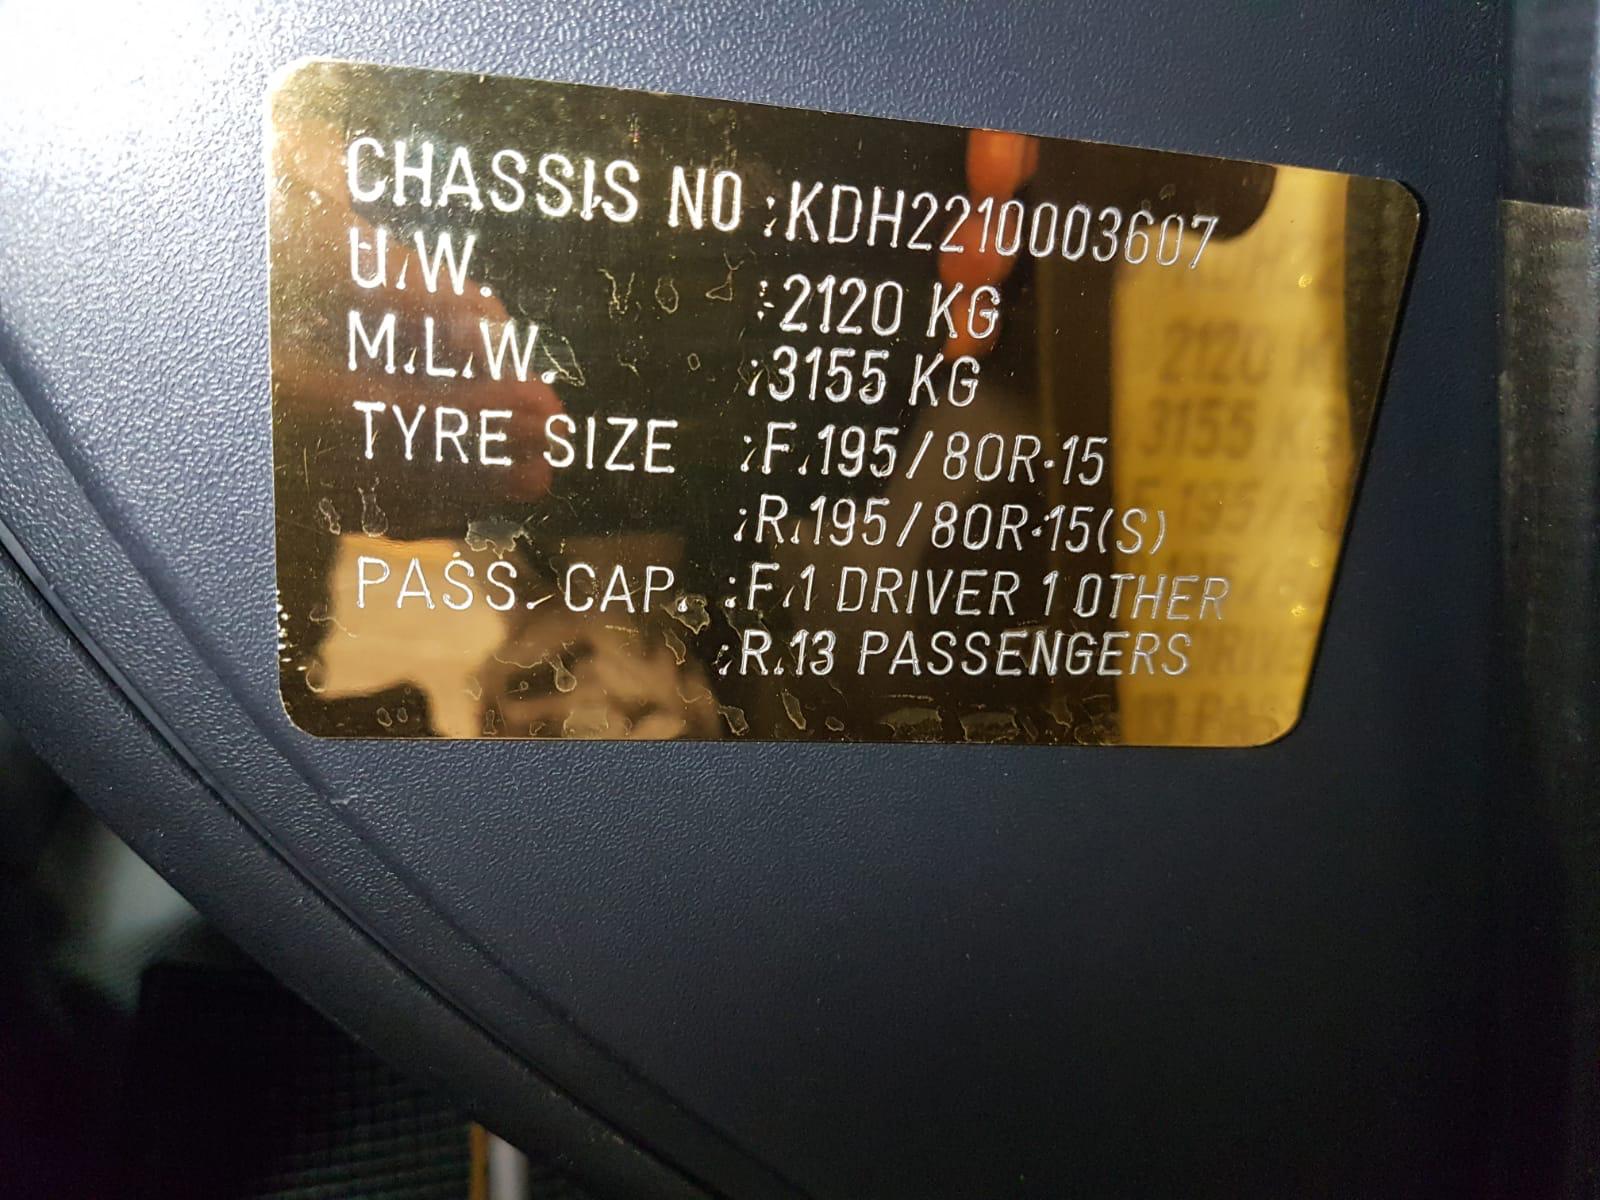 CHASSIS NO :KDH2210003607
U.W. :2120 KG
M.L.W. :3155 KG
TYRE SIZE :F.195/80R-15
:R.195/80R-15(S)
PASS. CAP. :F.1 DRIVER 1 OTHER
:R.13 PASSENGERS